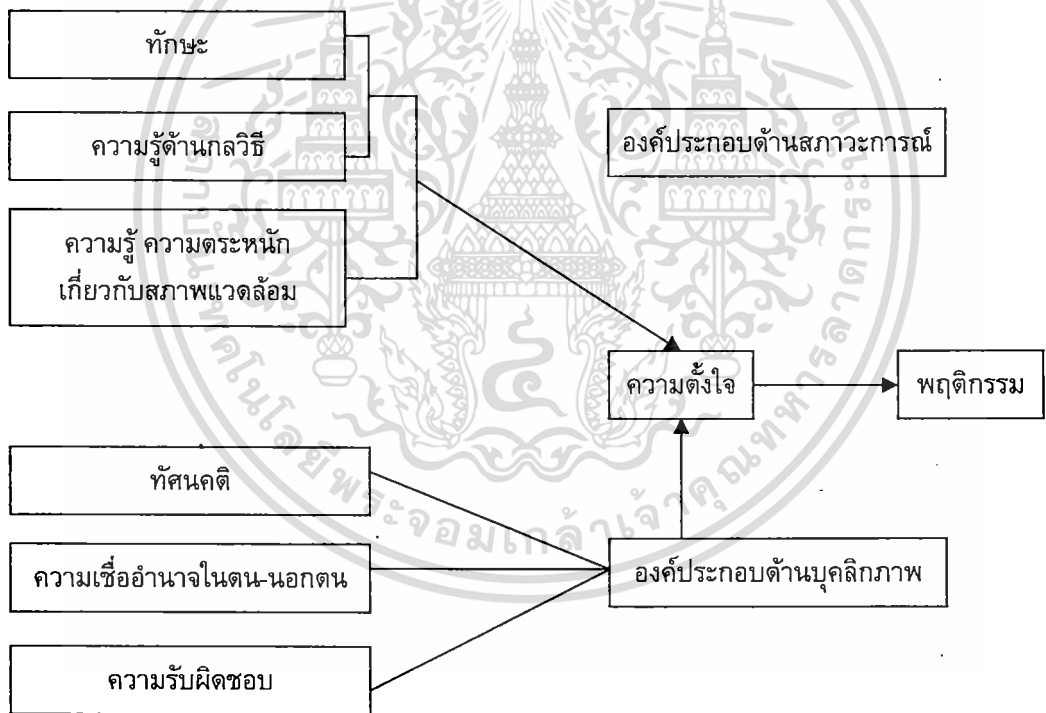 ทักษะ
ความรู้ด้านกลวิธี
องค์ประกอบด้านสภาวะการณ์
ความรู้ ความตระหนัก
เกี่ยวกับสภาพแวดล้อม
ความตั้งใจ
พฤติกรรม
ทัศนคติ
ความเชื่ออำนาจในตน-นอกตน
องค์ประกอบด้านบุคลิกภาพ
ความรับผิดชอบ